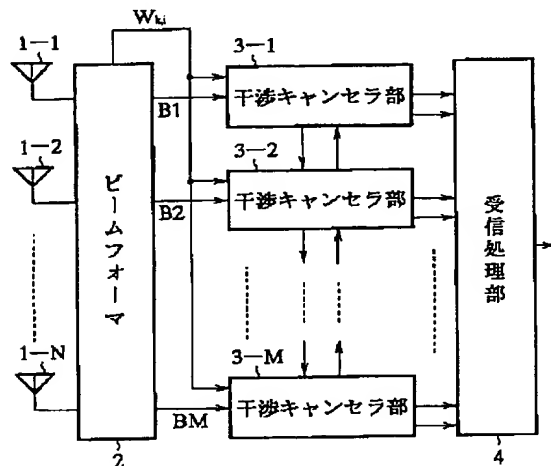 Wki
1-1
3-1
干渉キャンセラ部
B1
1-2
3-2
干渉キャンセラ部
B2
ビームフォーマ
受信処理部
1-N
3-M
干渉キャンセラ部
BM
2
4